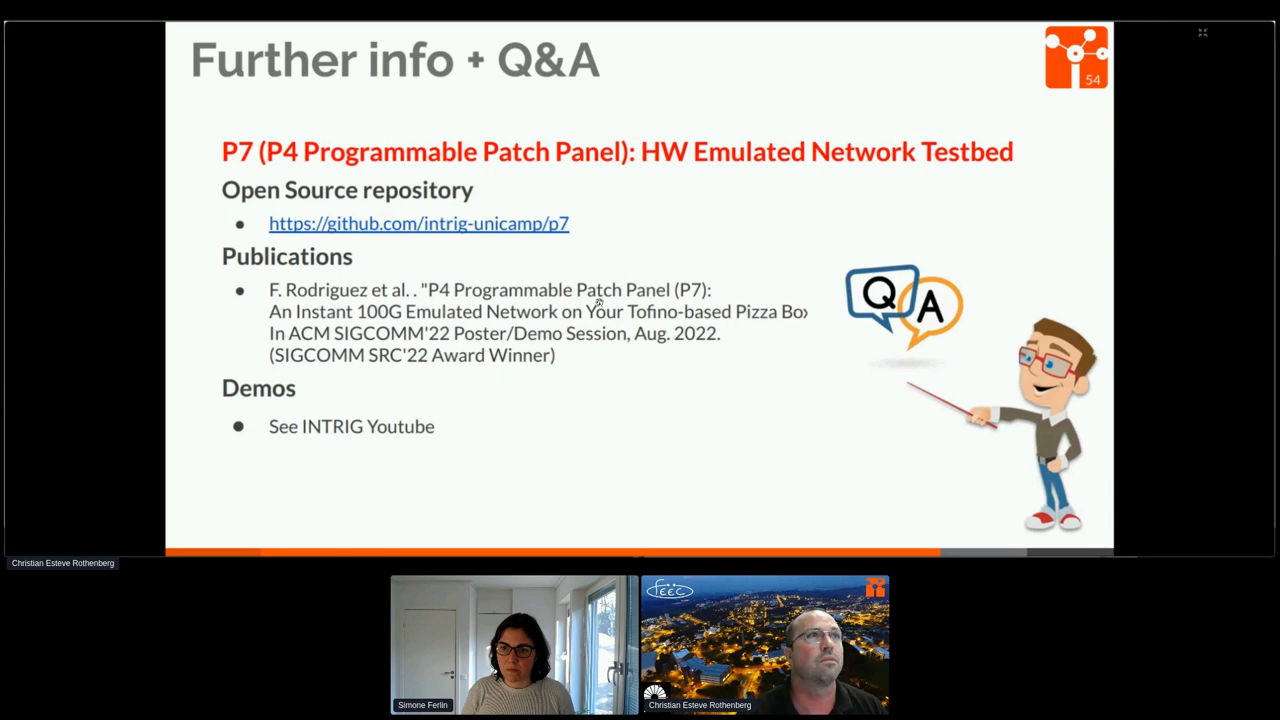 Further info + Q&A
54
P7 (P4 Programmable Patch Panel): HW Emulated Network Testbed
Open Source repository
● https://github.com/intrig-unicamp/p7
Publications
● F. Rodriguez et al. . "P4 Programmable Patch Panel (P7):
An Instant 100G Emulated Network on Your Tofino-based Pizza Box
In ACM SIGCOMM'22 Poster/Demo Session, Aug. 2022.
(SIGCOMM SRC'22 Award Winner)
Q
A
Demos
● See INTRIG Youtube
Christian Esteve Rothenberg
FEEC
Simone Ferlin
Christian Esteve Rothenberg